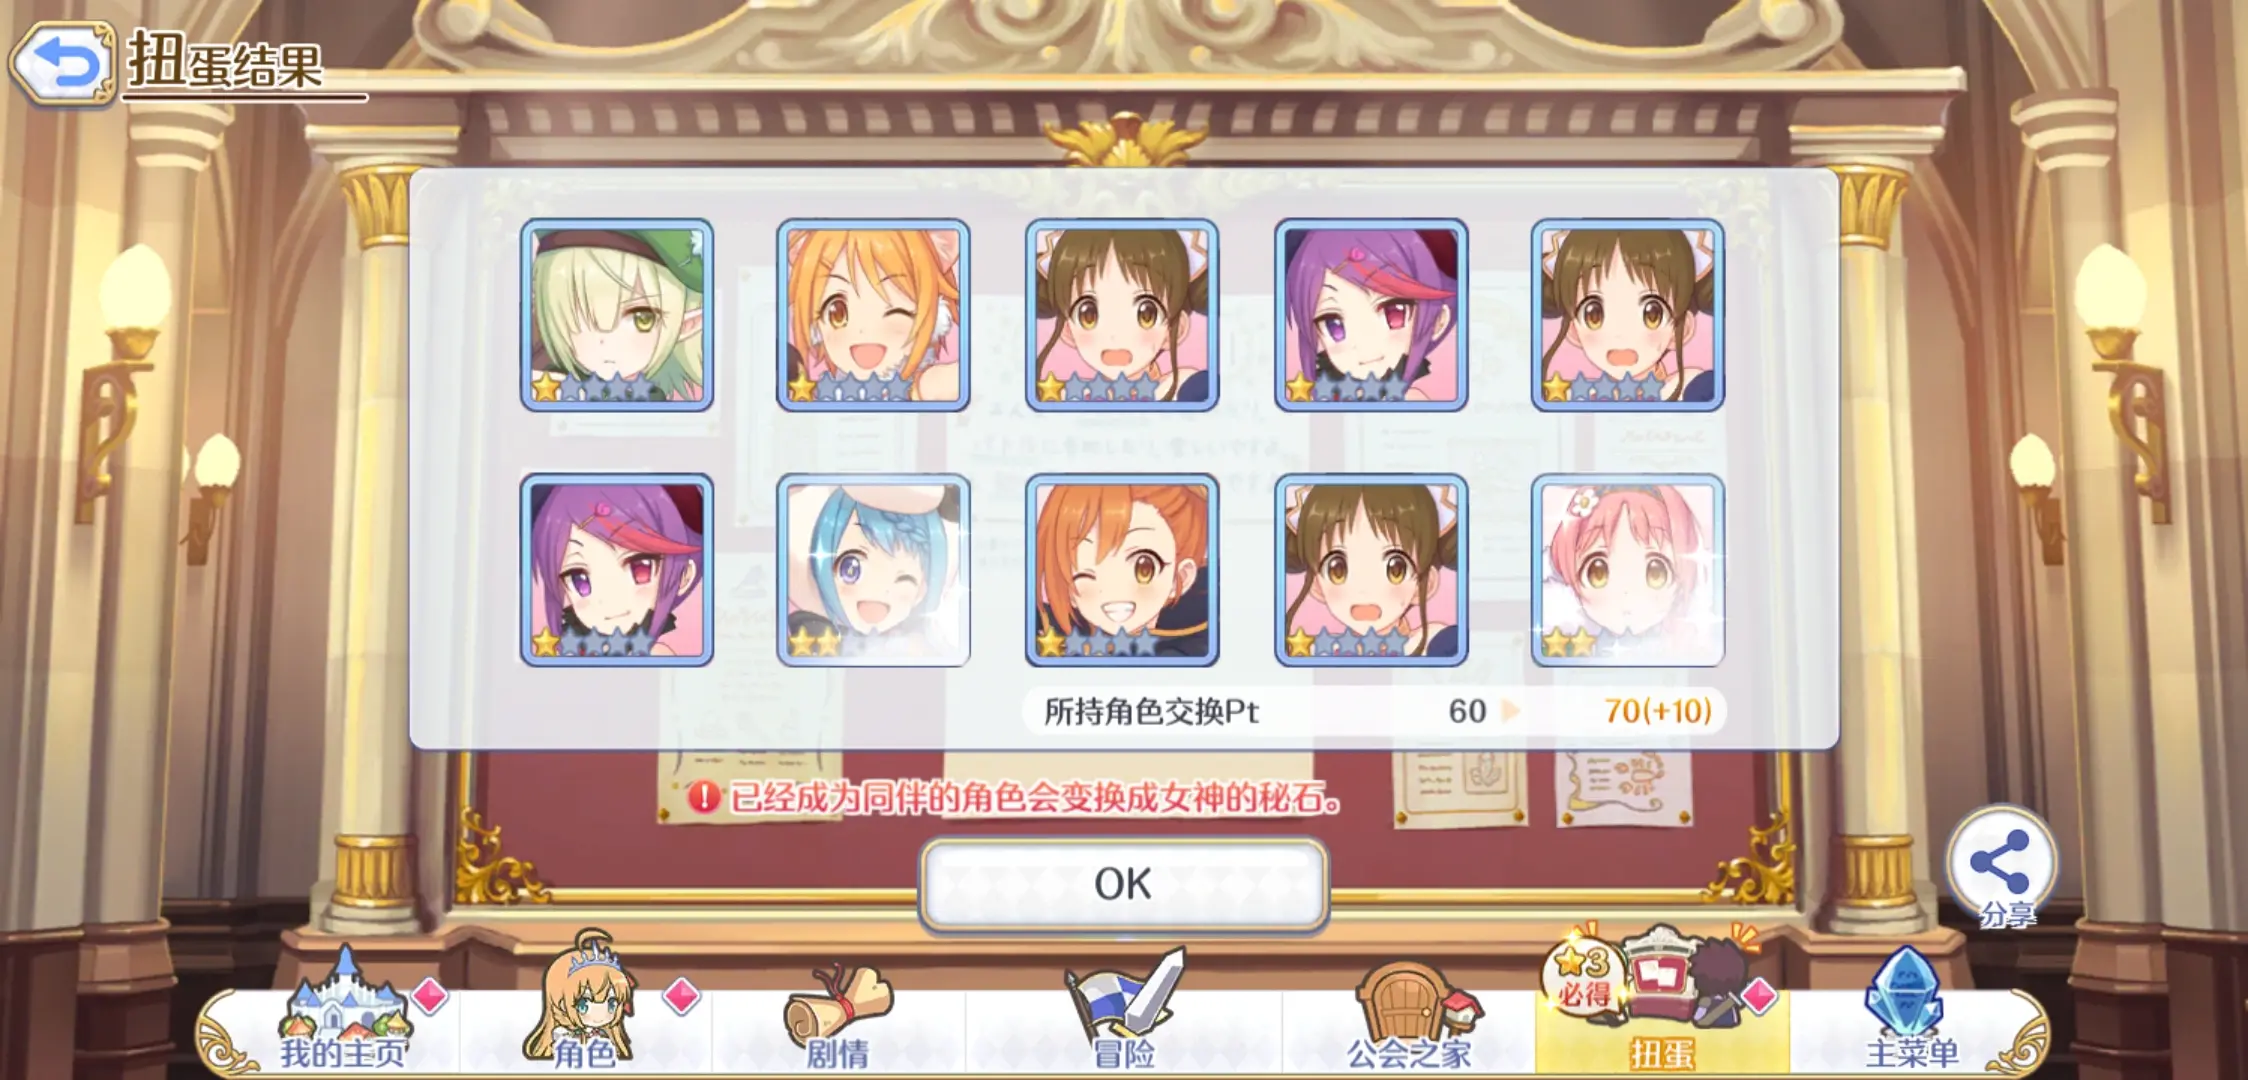 扭蛋结果
所持角色交换Pt 60 70(+10)
已经成为同伴的角色会变换成女神的秘石。
OK
分享
3
必得
我的主页 角色 剧情 冒险 公会之家 扭蛋 主菜单